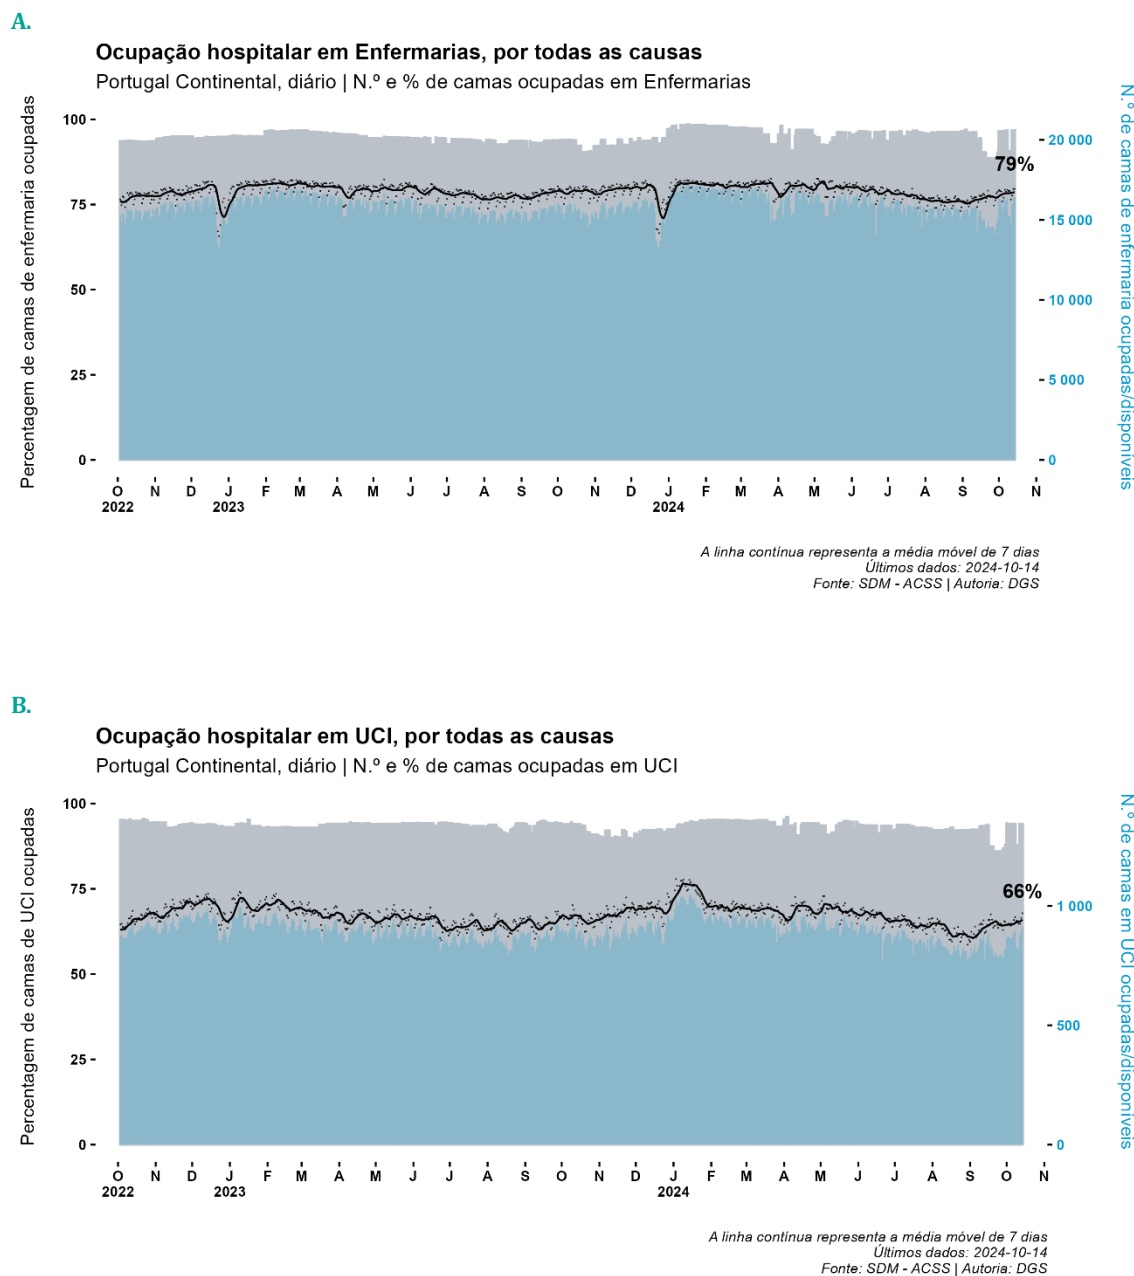 A.
Ocupação hospitalar em Enfermarias, por todas as causas
Portugal Continental, diário | N.º e % de camas ocupadas em Enfermarias
Percentagem de camas de enfermaria ocupadas
100
75
50
25
0
79%
20 000
15 000
10 000
5 000
0
N.º de camas de enfermaria ocupadas/disponíveis
O N D J F M A M J J A S O N D J F M A M J J A S O N
2022 2023 2024
A linha contínua representa a média móvel de 7 dias
Últimos dados: 2024-10-14
Fonte: SDM - ACSS | Autoria: DGS
B.
Ocupação hospitalar em UCI, por todas as causas
Portugal Continental, diário | N.º e % de camas ocupadas em UCI
Percentagem de camas de UCI ocupadas
100
75
50
25
0
66%
1 000
500
0
N.º de camas em UCI ocupadas/disponíveis
O N D J F M A M J J A S O N D J F M A M J J A S O N
2022 2023 2024
A linha contínua representa a média móvel de 7 dias
Últimos dados: 2024-10-14
Fonte: SDM - ACSS | Autoria: DGS